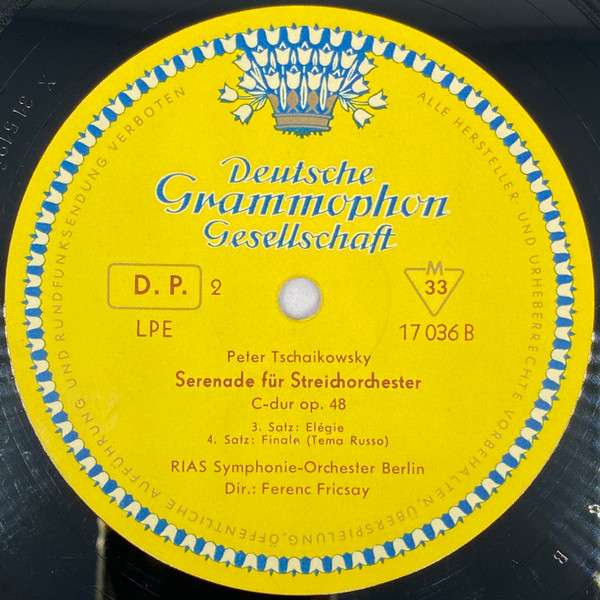 Deutsche
Grammophon
Gesellschaft
D. P. 2
LPE
M
33
17 036 B
Peter Tschaikowsky
Serenade für Streichorchester
C-dur op. 48
3. Satz: Elégie
4. Satz: Finale (Tema Russo)
RIAS Symphonie-Orchester Berlin
Dir.: Ferenc Fricsay
ALLE HERSTELLER- UND URHEBERRECHTE VORBEHALTEN, ÜBERSPIELUNG, ÖFFENTLICHE AUFFÜHRUNG UND RUNDFUNKSENDUNG VERBOTEN
B